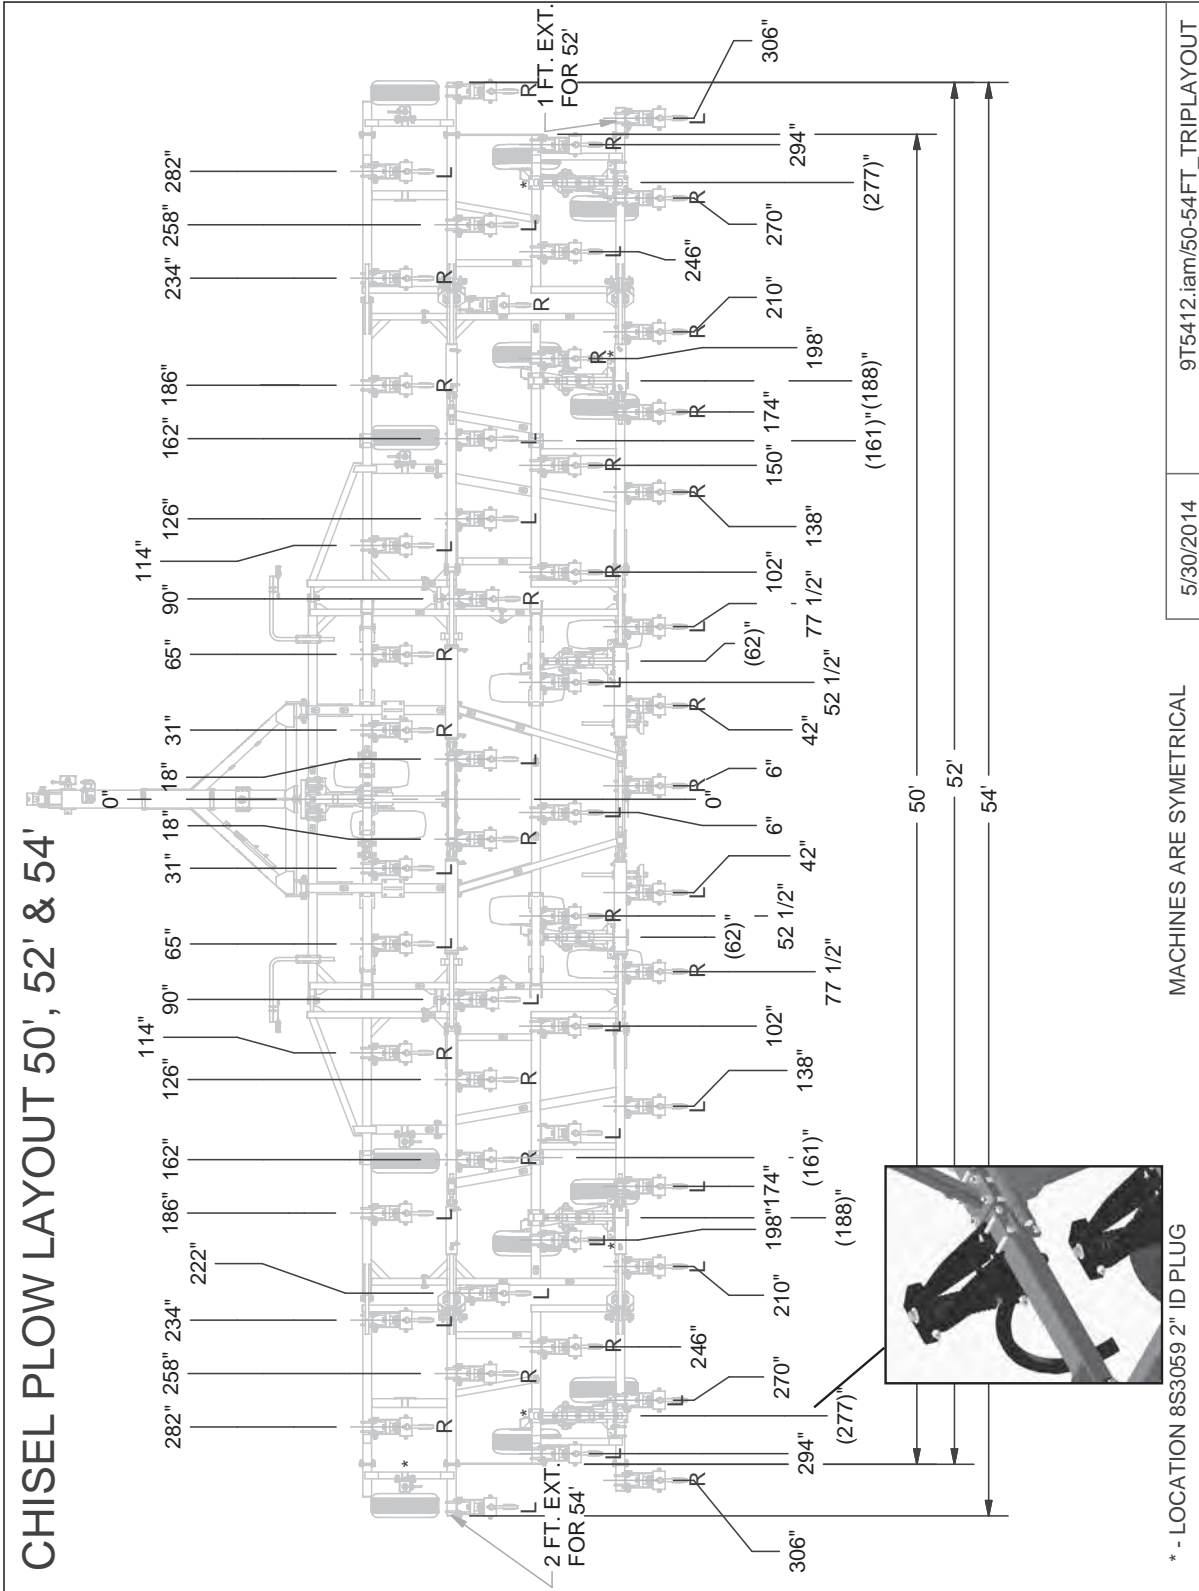 CHISEL PLOW LAYOUT 50', 52' & 54'
282"
258"
234"
222"
186"
162"
126"
114"
90"
65"
31"
18"
0"
18"
31"
65"
90"
114"
126"
162"
186"
234"
258"
282"
R
L
R
L
R
R
L
L
R
R
L
L
R
L
R
L
R
R
L
L
R
L
R
L
L
R
R
L
R
L
R
2 FT. EXT.
FOR 54'
1 FT. EXT.
FOR 52'
R
L
R
L
L
L
L
L
L
R
R
L
L
R
R
L
L
R
R
R
R
R
R
L
R
R
L
306"
294"
(277)"
270"
246"
210"
198"
(188)"
174"
(161)"
138"
102"
77 1/2"
(62)"
52 1/2"
42"
6"
0"
6"
42"
52 1/2"
(62)"
77 1/2"
102"
138"
150"
(161)"
174"
(188)"
198"
210"
246"
270"
(277)"
294"
306"
50'
52'
54'
* - LOCATION 8S3059 2" ID PLUG
MACHINES ARE SYMETRICAL
5/30/2014
9T5412.iam/50-54FT_TRIPLAYOUT